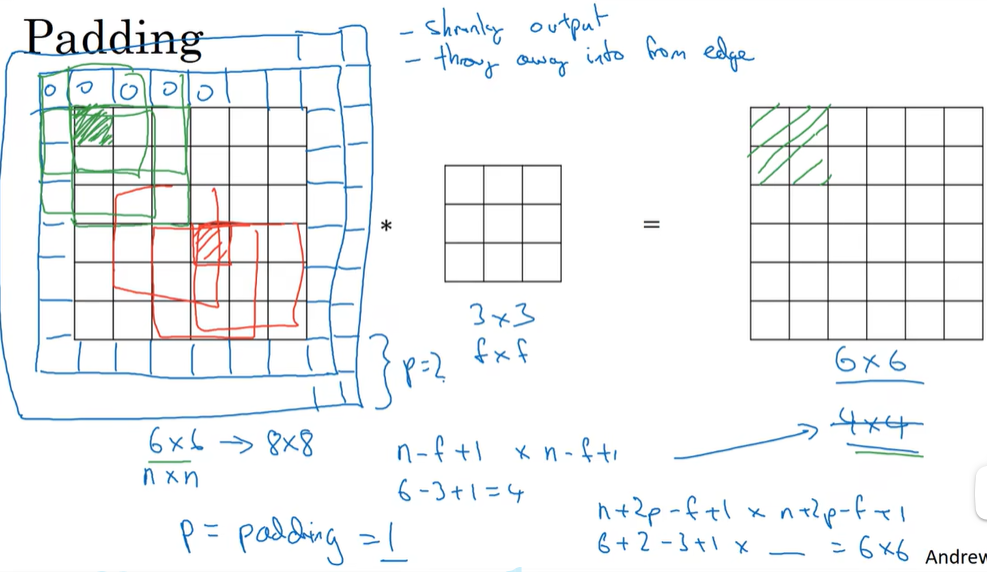 Padding
- shrinky output
- throy away info from edge
0 0 0 0 0
*
=
3 x 3
f x f
p=2
6 x 6
4 x 4
6 x 6 → 8 x 8
n x n
n-f+1 x n-f+1
6-3+1=4
p = padding = 1
n+2p-f+1 x n+2p-f+1
6+2-3+1 x __ = 6 x 6
Andrew